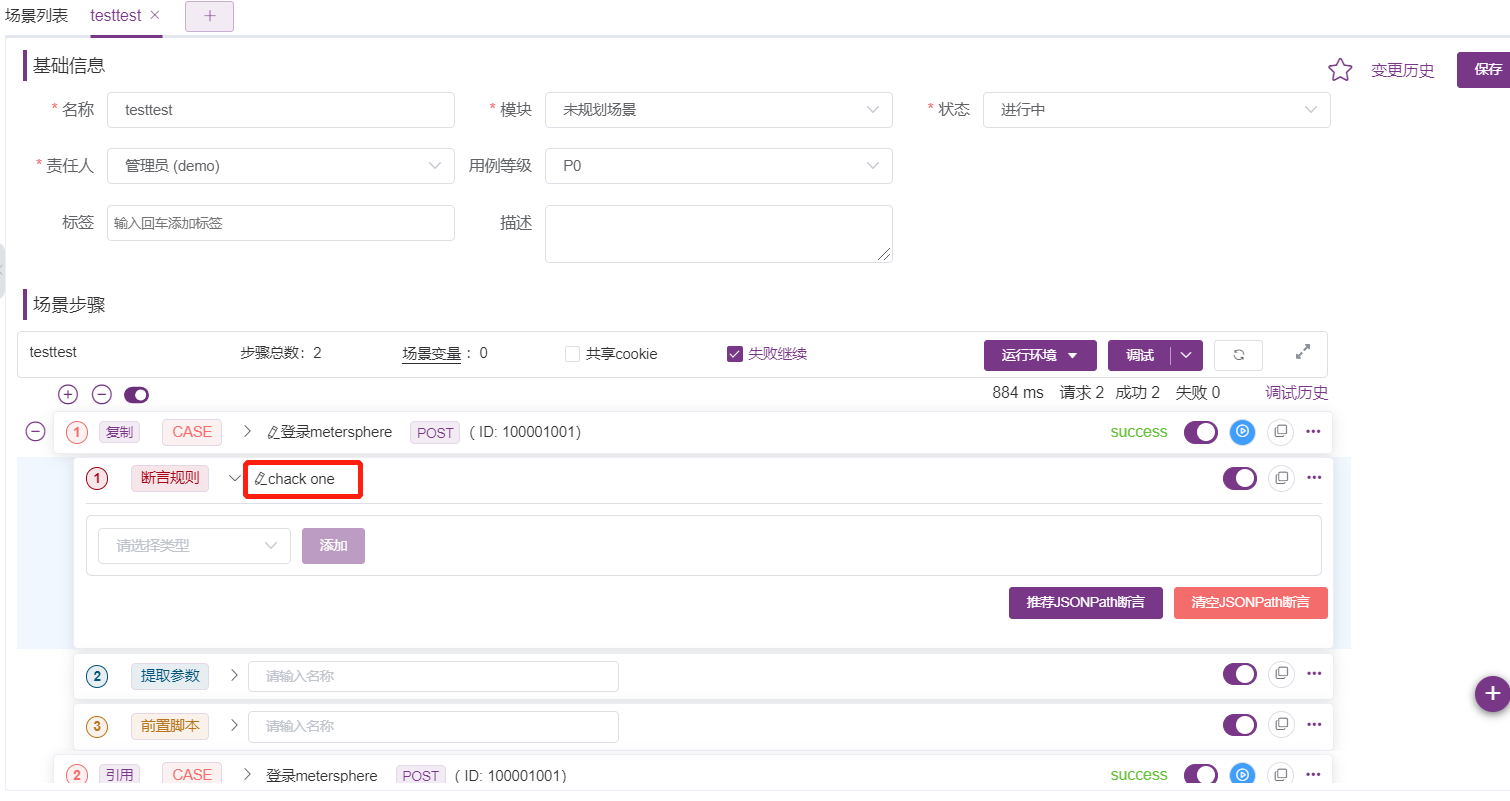 场景列表 testtest
基础信息
变更历史 保存
* 名称 testtest * 模块 未规划场景 * 状态 进行中
* 责任人 管理员 (demo) 用例等级 P0
标签 输入回车添加标签 描述
场景步骤
testtest 步骤总数：2 场景变量 ：0 共享cookie 失败继续 运行环境 调试
884 ms 请求 2 成功 2 失败 0 调试历史
1 复制 CASE 登录metersphere POST ( ID: 100001001) success
1 断言规则 chack one
请选择类型 添加
推荐JSONPath断言 清空JSONPath断言
2 提取参数 请输入名称
3 前置脚本 请输入名称
2 引用 CASE 登录metersphere POST ( ID: 100001001) success